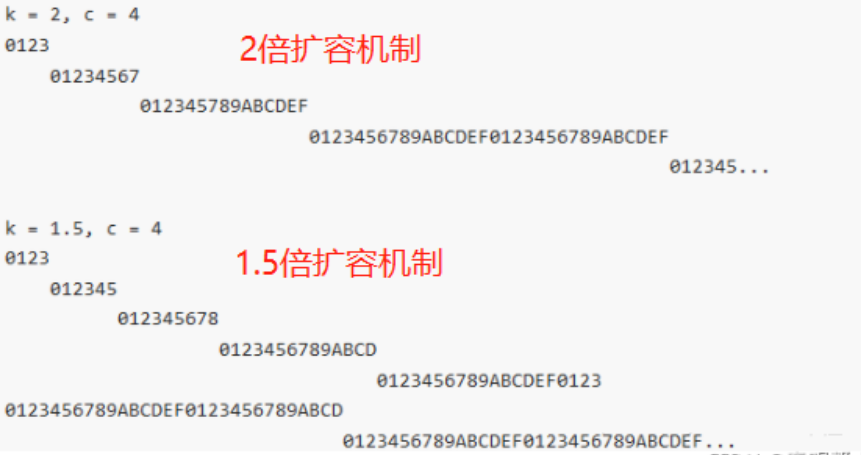 k = 2, c = 4
0123
2倍扩容机制
01234567
012345789ABCDEF
0123456789ABCDEF0123456789ABCDEF
012345...
k = 1.5, c = 4
0123
1.5倍扩容机制
012345
012345678
0123456789ABCD
0123456789ABCDEF0123
0123456789ABCDEF0123456789ABCD
0123456789ABCDEF0123456789ABCDEF...